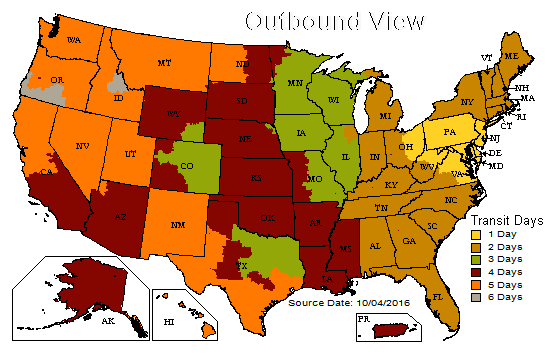 Outbound View
WA
MT
ND
MN
VT
ME
OR
ID
SD
WI
NY
NH
MA
RI
CT
WY
MI
NE
IA
PA
NJ
NV
UT
CO
IL
IN
OH
WV
VA
DE
MD
CA
KS
MO
KY
NC
AZ
NM
OK
AR
TN
SC
MS
AL
GA
TX
LA
FL
Transit Days
1 Day
2 Days
3 Days
4 Days
5 Days
6 Days
Source Date: 10/04/2016
AK
HI
PR